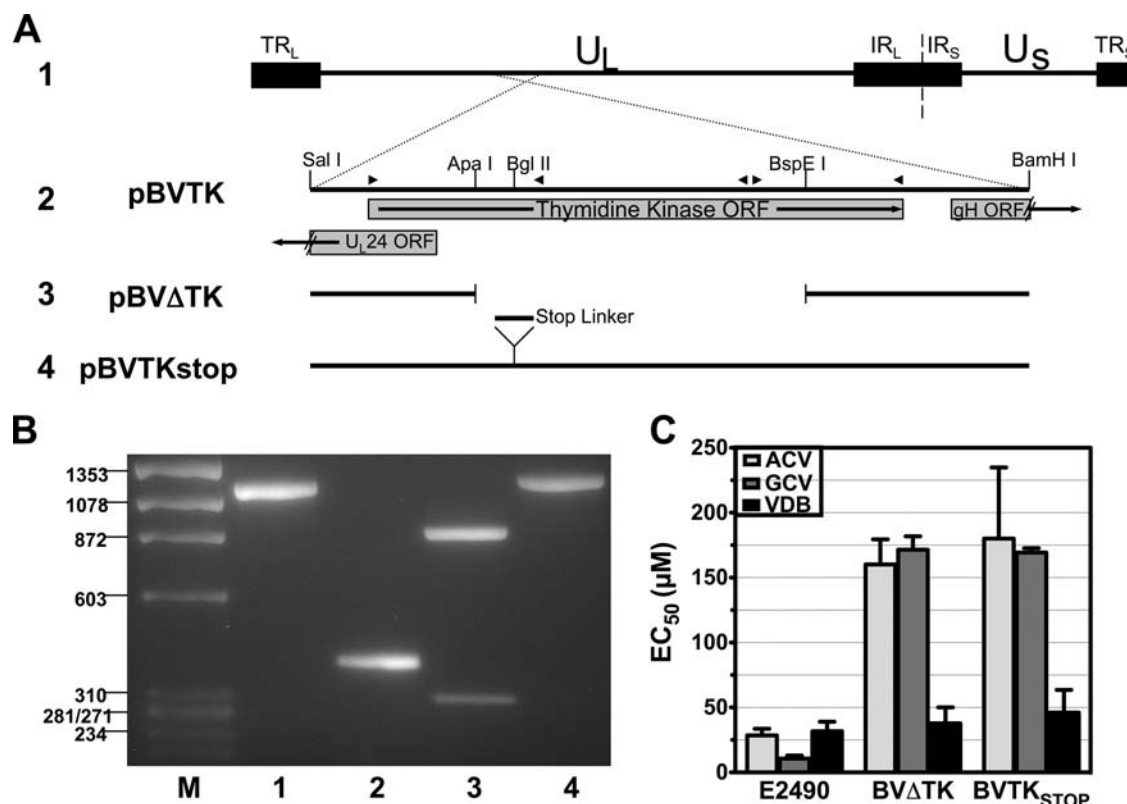 A
TRL UL IRL IRS US TRS
1
Sal I Apa I Bgl II BspE I BamH I
2 pBVTK
Thymidine Kinase ORF gH ORF
UL24 ORF
3 pBVΔTK
Stop Linker
4 pBVTKstop
B
1353
1078
872
603
310
281/271
234
M 1 2 3 4
C
250
200
150
100
50
0
EC50 (µM)
ACV
GCV
VDB
E2490 BVΔTK BVTKSTOP